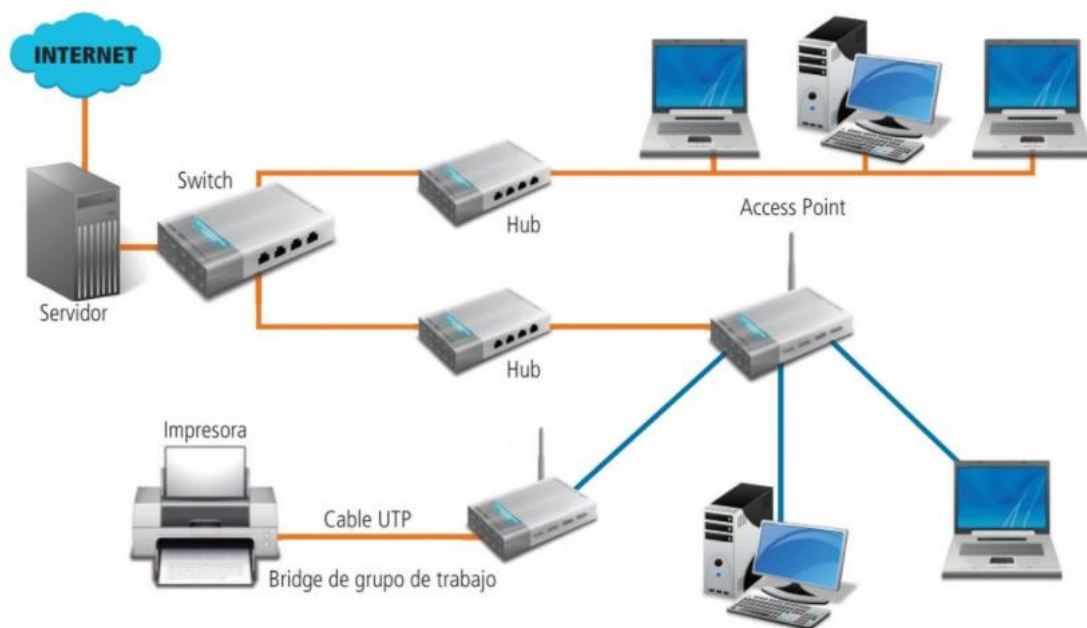 INTERNET
Switch
Hub
Access Point
Servidor
Hub
Impresora
Cable UTP
Bridge de grupo de trabajo